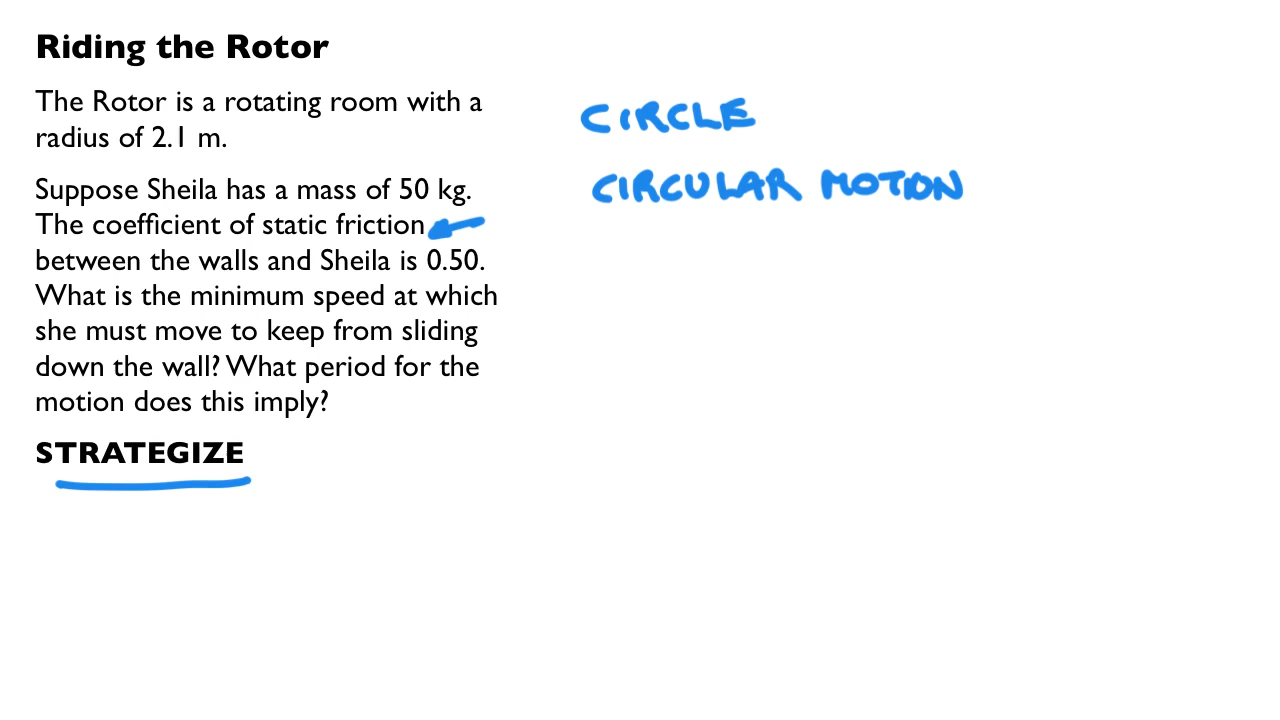 Riding the Rotor
The Rotor is a rotating room with a
radius of 2.1 m.
Suppose Sheila has a mass of 50 kg.
The coefficient of static friction
between the walls and Sheila is 0.50.
What is the minimum speed at which
she must move to keep from sliding
down the wall? What period for the
motion does this imply?
STRATEGIZE
CIRCLE
CIRCULAR MOTION